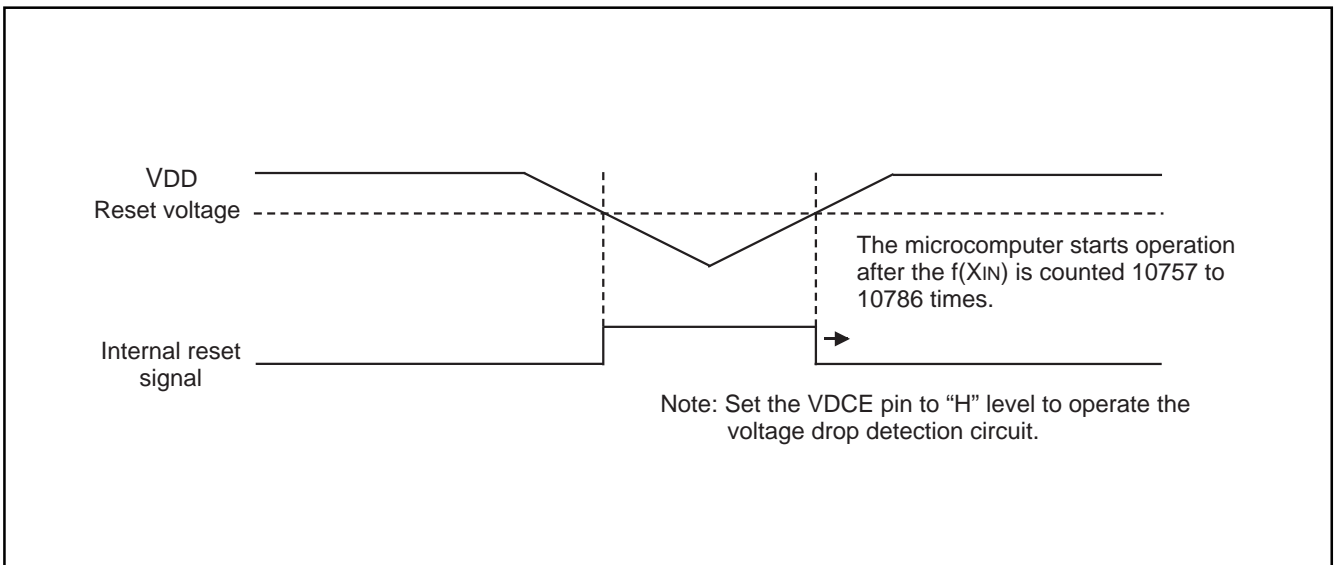 VDD
Reset voltage
The microcomputer starts operation
after the f(XIN) is counted 10757 to
10786 times.
Internal reset
signal
Note: Set the VDCE pin to “H” level to operate the
voltage drop detection circuit.